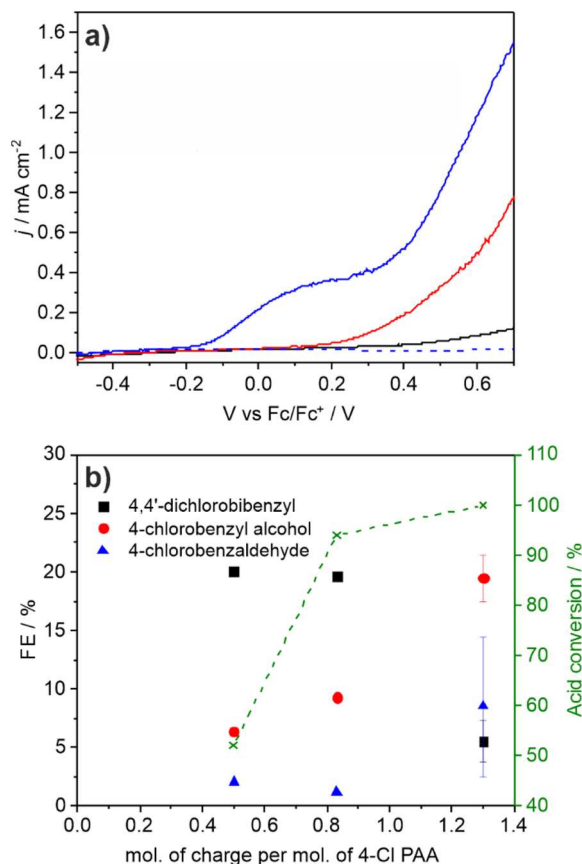 a)
1.6
1.4
1.2
1.0
0.8
0.6
0.4
0.2
0.0
j / mA cm⁻²
-0.4 -0.2 0.0 0.2 0.4 0.6
V vs Fc/Fc⁺ / V
b)
30
25
20
15
10
5
0
FE / %
4,4'-dichlorobibenzyl
4-chlorobenzyl alcohol
4-chlorobenzaldehyde
110
100
90
80
70
60
50
40
Acid conversion / %
0.0 0.2 0.4 0.6 0.8 1.0 1.2 1.4
mol. of charge per mol. of 4-Cl PAA